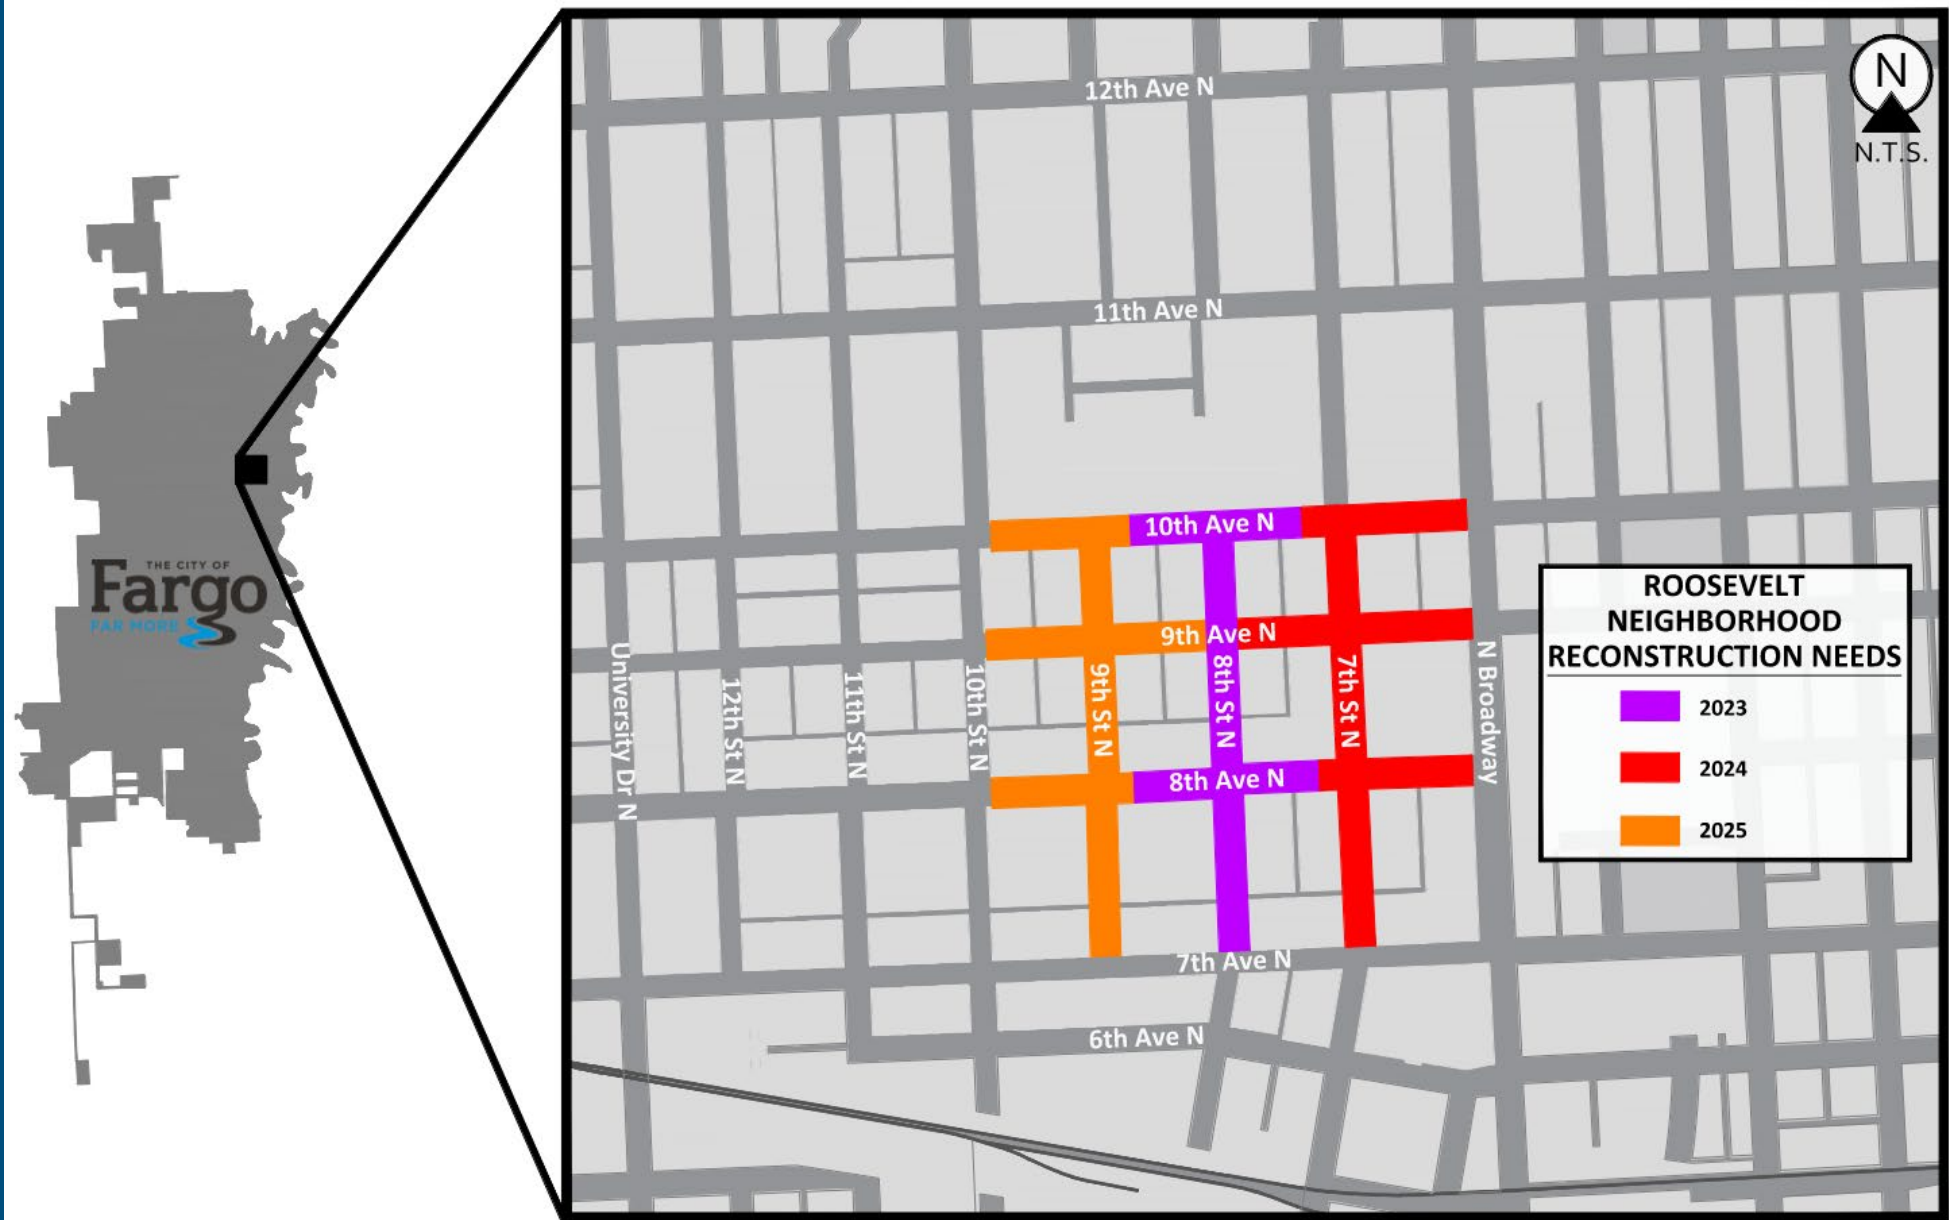 12th Ave N
N
N.T.S.
11th Ave N
THE CITY OF
Fargo
FAR MORE
10th Ave N
9th Ave N
University Dr N
12th St N
11th St N
10th St N
9th St N
8th St N
7th St N
N Broadway
8th Ave N
7th Ave N
6th Ave N
ROOSEVELT
NEIGHBORHOOD
RECONSTRUCTION NEEDS
2023
2024
2025